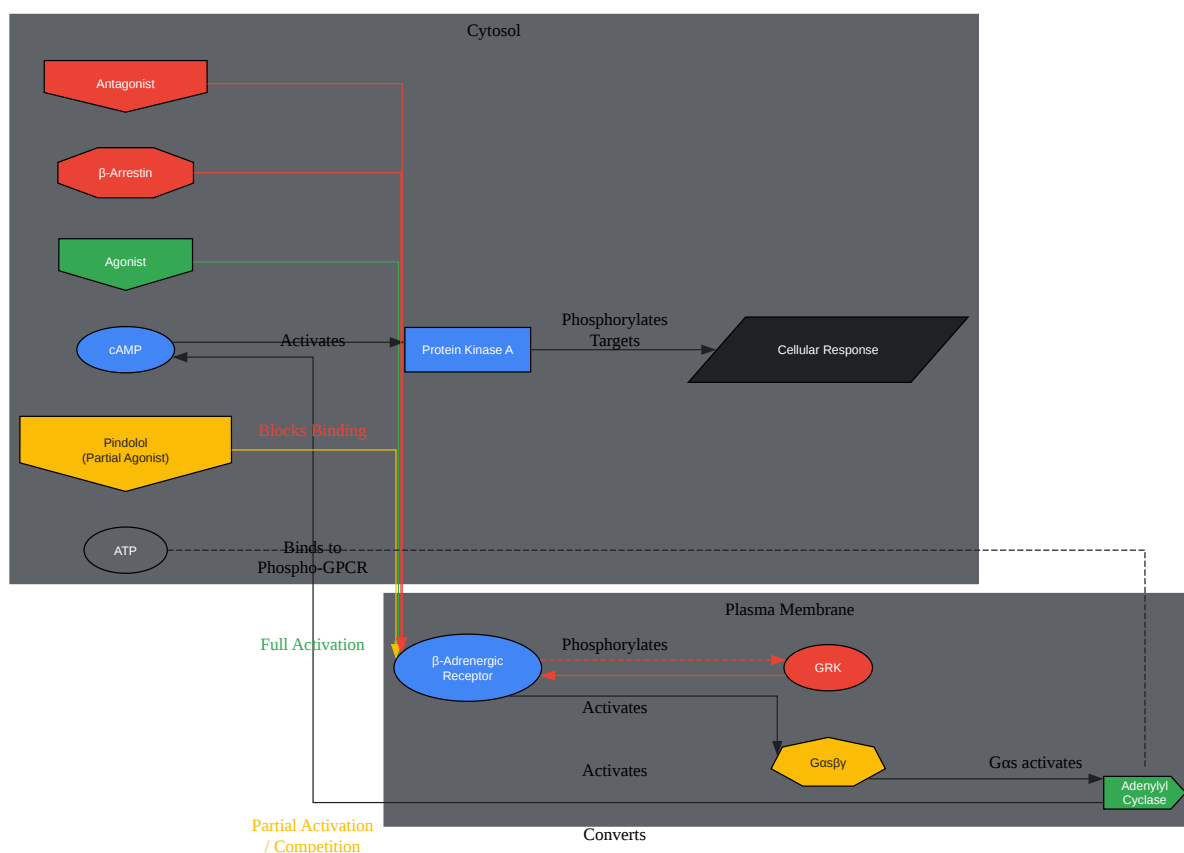 Cytosol
Antagonist
β-Arrestin
Agonist
cAMP
Activates
Protein Kinase A
Phosphorylates
Targets
Cellular Response
Pindolol
(Partial Agonist)
Blocks Binding
ATP
Binds to
Phospho-GPCR
Plasma Membrane
Full Activation
β-Adrenergic
Receptor
Phosphorylates
GRK
Activates
Gαsβγ
Activates
Gαs activates
Adenylyl
Cyclase
Partial Activation
/ Competition
Converts